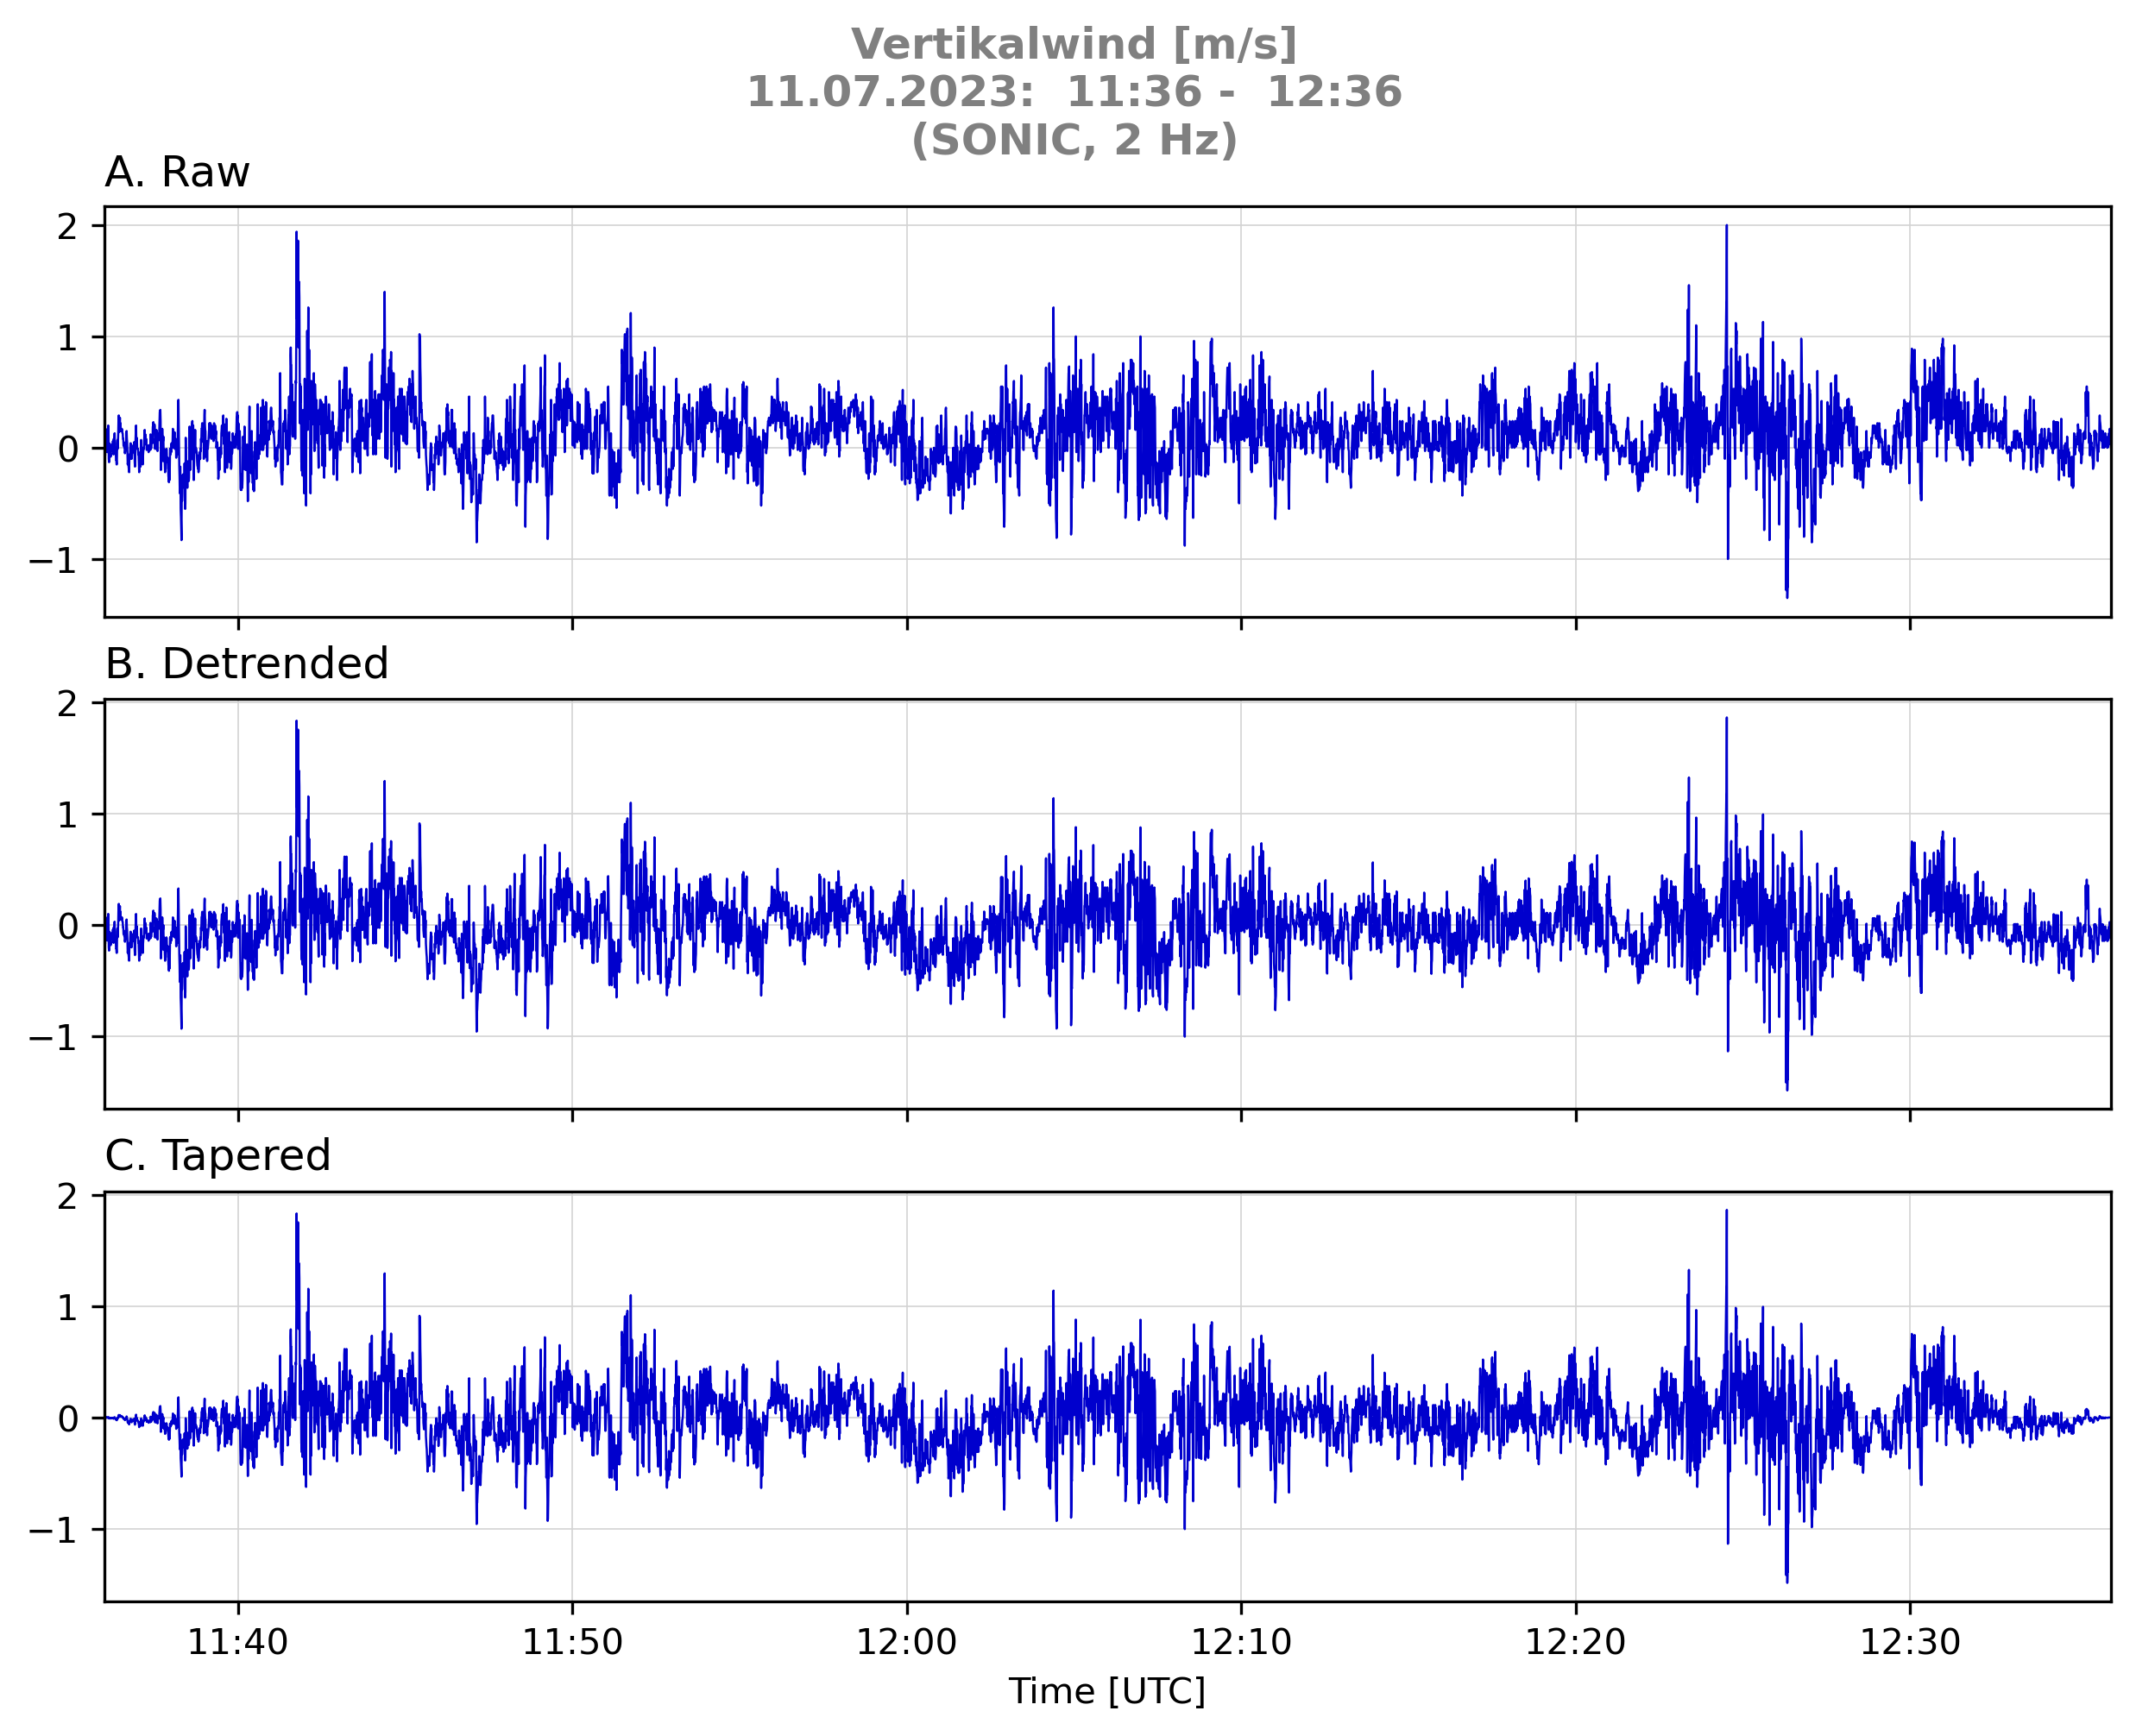 Vertikalwind [m/s]
11.07.2023:  11:36 -  12:36
(SONIC, 2 Hz)
A. Raw
2
1
0
−1
B. Detrended
2
1
0
−1
C. Tapered
2
1
0
−1
11:40 11:50 12:00 12:10 12:20 12:30
Time [UTC]